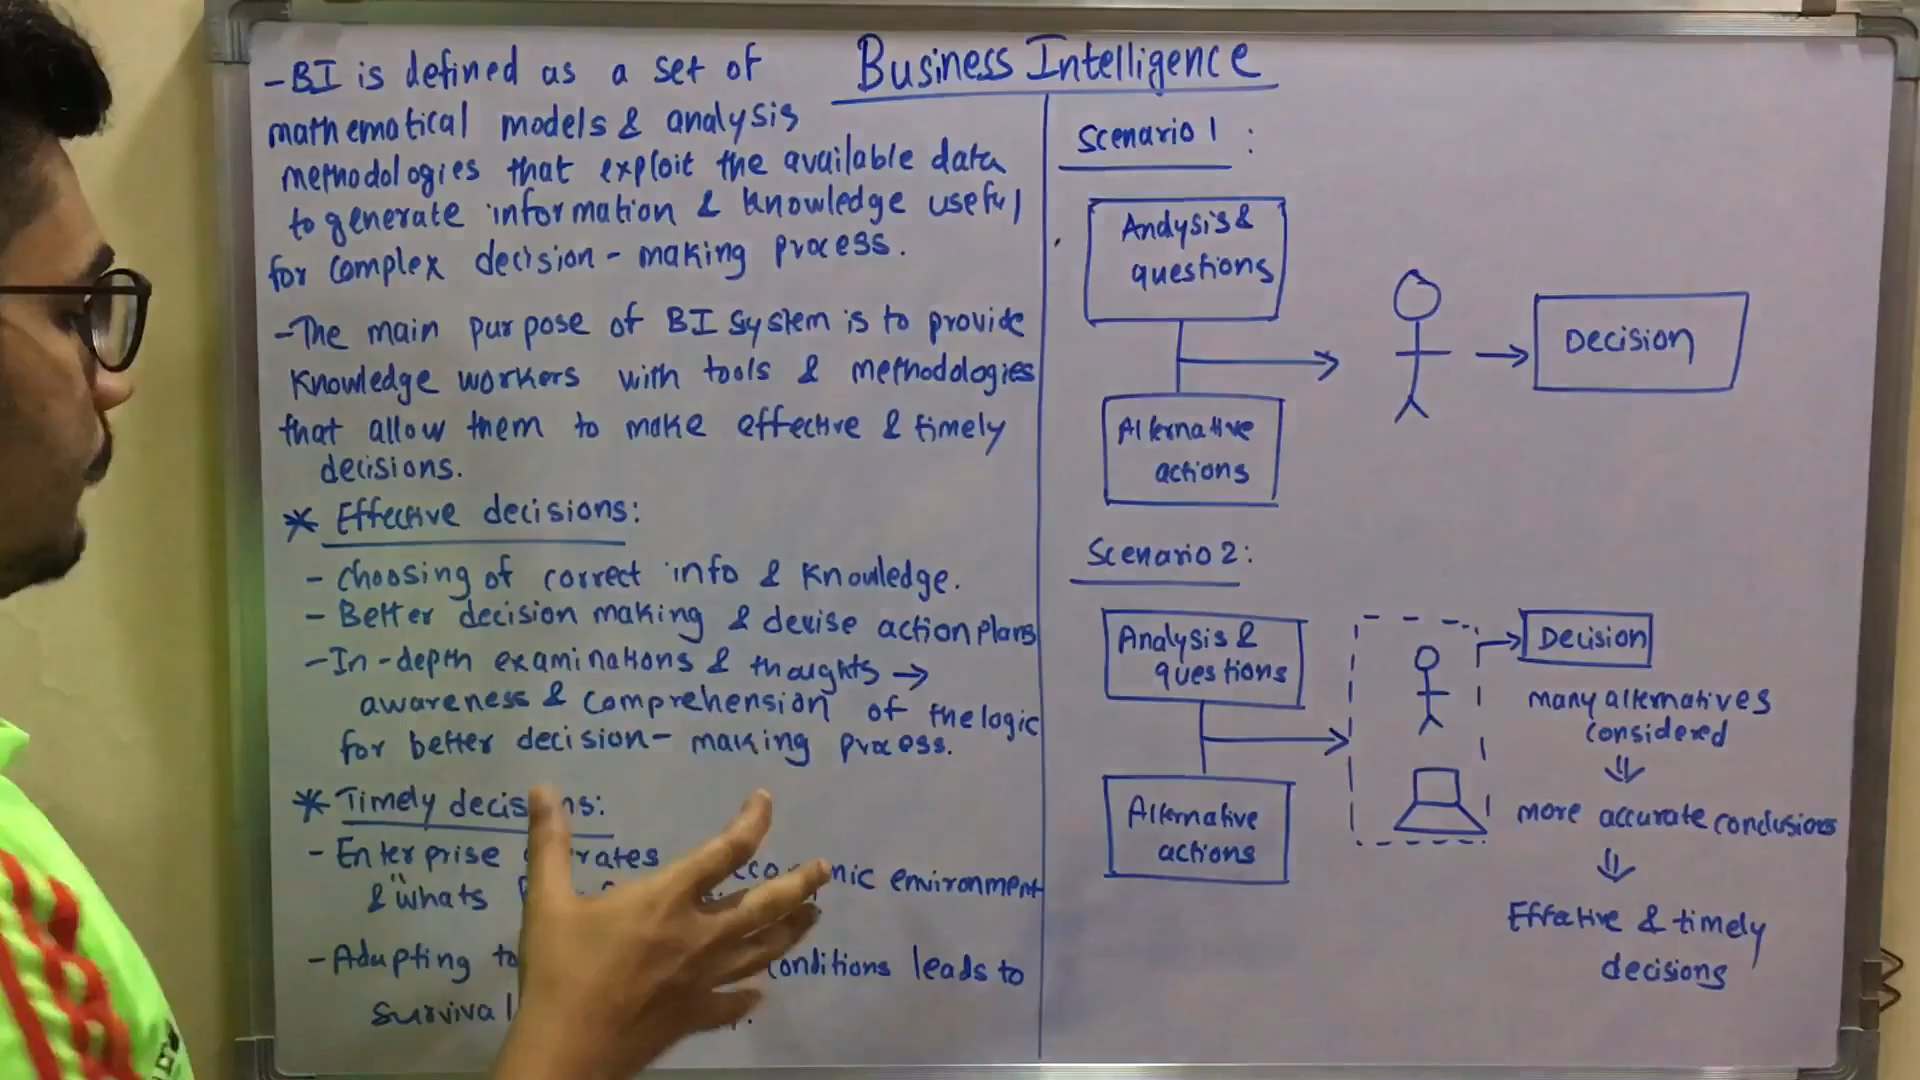 Business Intelligence
- BI is defined as a set of
mathematical models & analysis
methodologies that exploit the available data
to generate information & knowledge useful
for complex decision - making process.
- The main purpose of BI system is to provide
knowledge workers with tools & methodologies
that allow them to make effective & timely
decisions.
* Effective decisions:
- choosing of correct info & knowledge.
- Better decision making & devise action plans
- In-depth examinations & thoughts →
awareness & comprehension of the logic
for better decision- making process.
* Timely decisions:
- Enterprise economic environment
& "whats
- Adapting to conditions leads to
survival
Scenario 1 :
Analysis &
questions
Alternative
actions
Decision
Scenario 2:
Analysis &
questions
Alternative
actions
Decision
many alternatives
considered
⇓
more accurate conclusions
⇓
Effective & timely
decisions